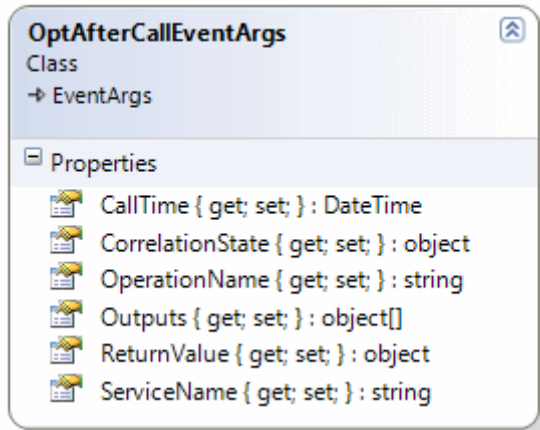 OptAfterCallEventArgs
Class
EventArgs
Properties
CallTime { get; set; } : DateTime
CorrelationState { get; set; } : object
OperationName { get; set; } : string
Outputs { get; set; } : object[]
ReturnValue { get; set; } : object
ServiceName { get; set; } : string